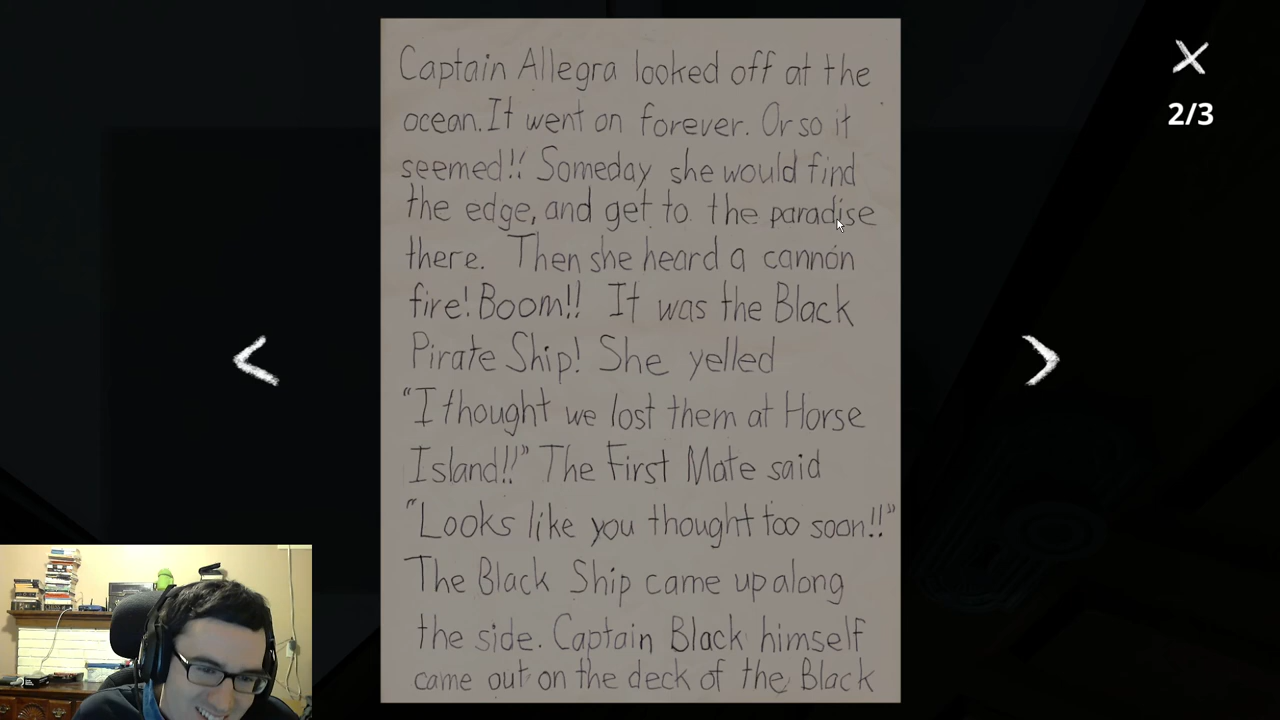 Captain Allegra looked off at the
ocean. It went on forever. Or so it
seemed!! Someday she would find
the edge, and get to the paradise
there. Then she heard a cannon
fire! Boom!! It was the Black
Pirate Ship! She yelled
“I thought we lost them at Horse
Island!!” The First Mate said
“Looks like you thought too soon!!”
The Black Ship came up along
the side. Captain Black himself
came out on the deck of the Black
2/3